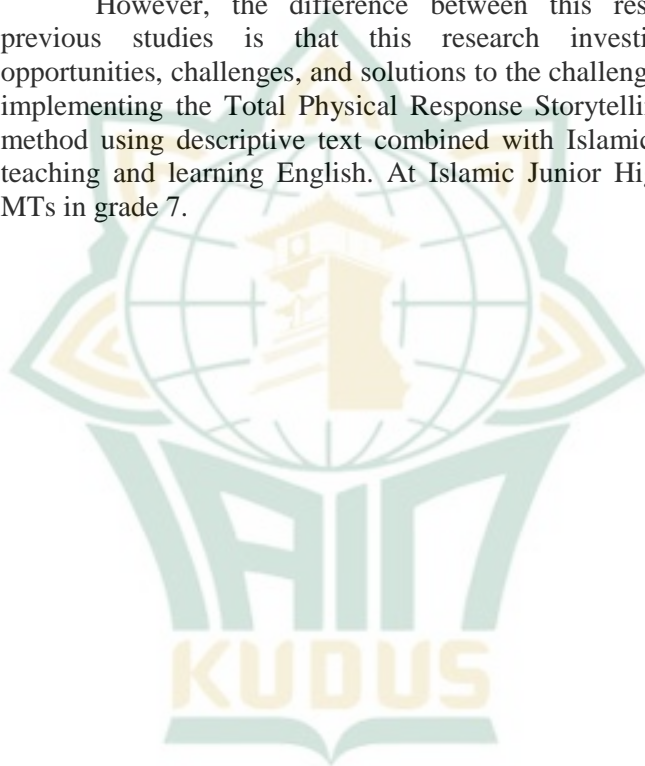 However, the difference between this res
previous studies is that this research investi
opportunities, challenges, and solutions to the challeng
implementing the Total Physical Response Storytelli
method using descriptive text combined with Islamic
teaching and learning English. At Islamic Junior Hi
MTs in grade 7.
IAIN
KUDUS